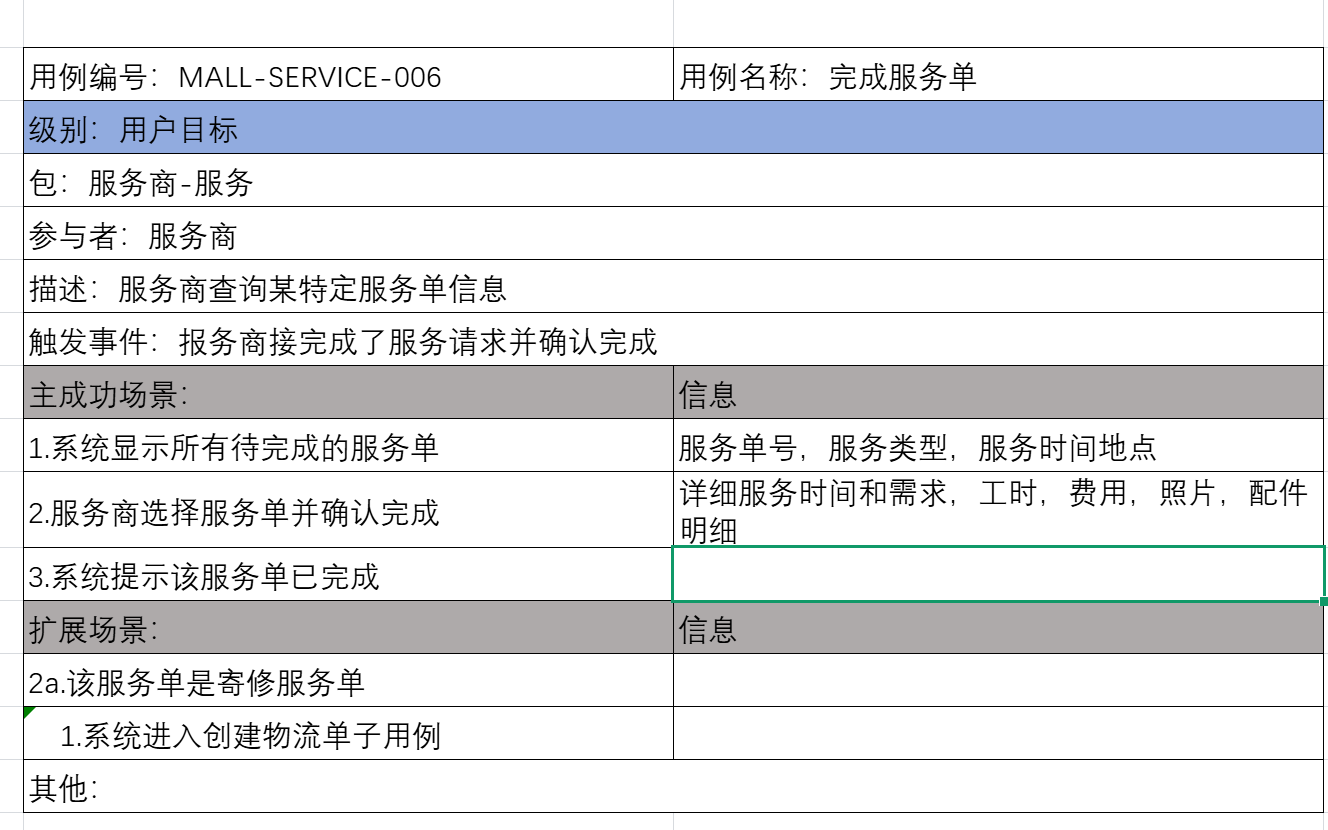 用例编号：MALL-SERVICE-006
用例名称：完成服务单
级别：用户目标
包：服务商-服务
参与者：服务商
描述：服务商查询某特定服务单信息
触发事件：报务商接完成了服务请求并确认完成
主成功场景：
信息
1.系统显示所有待完成的服务单
服务单号，服务类型，服务时间地点
2.服务商选择服务单并确认完成
详细服务时间和需求，工时，费用，照片，配件
明细
3.系统提示该服务单已完成
扩展场景：
信息
2a.该服务单是寄修服务单
1.系统进入创建物流单子用例
其他：